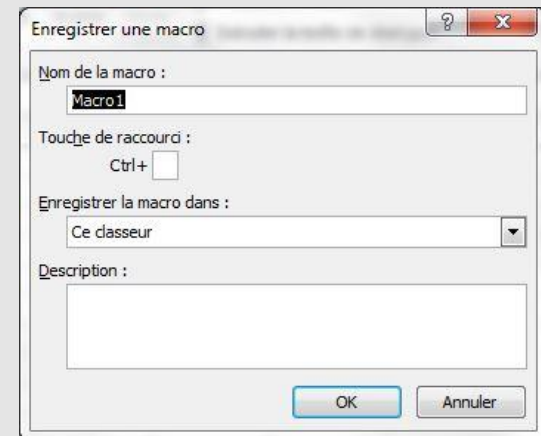 Enregistrer une macro
Nom de la macro :
Macro1
Touche de raccourci :
Ctrl+
Enregistrer la macro dans :
Ce classeur
Description :
OK
Annuler